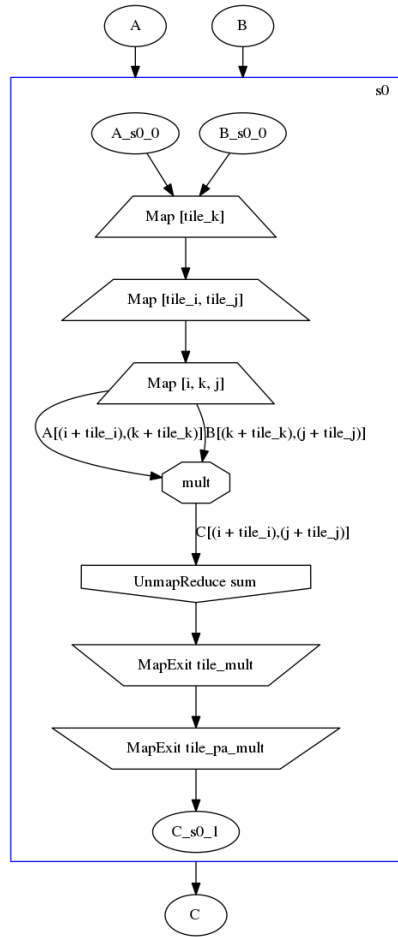 A
B
s0
A_s0_0
B_s0_0
Map [tile_k]
Map [tile_i, tile_j]
Map [i, k, j]
A[(i + tile_i),(k + tile_k)]
B[(k + tile_k),(j + tile_j)]
mult
C[(i + tile_i),(j + tile_j)]
UnmapReduce sum
MapExit tile_mult
MapExit tile_pa_mult
C_s0_1
C